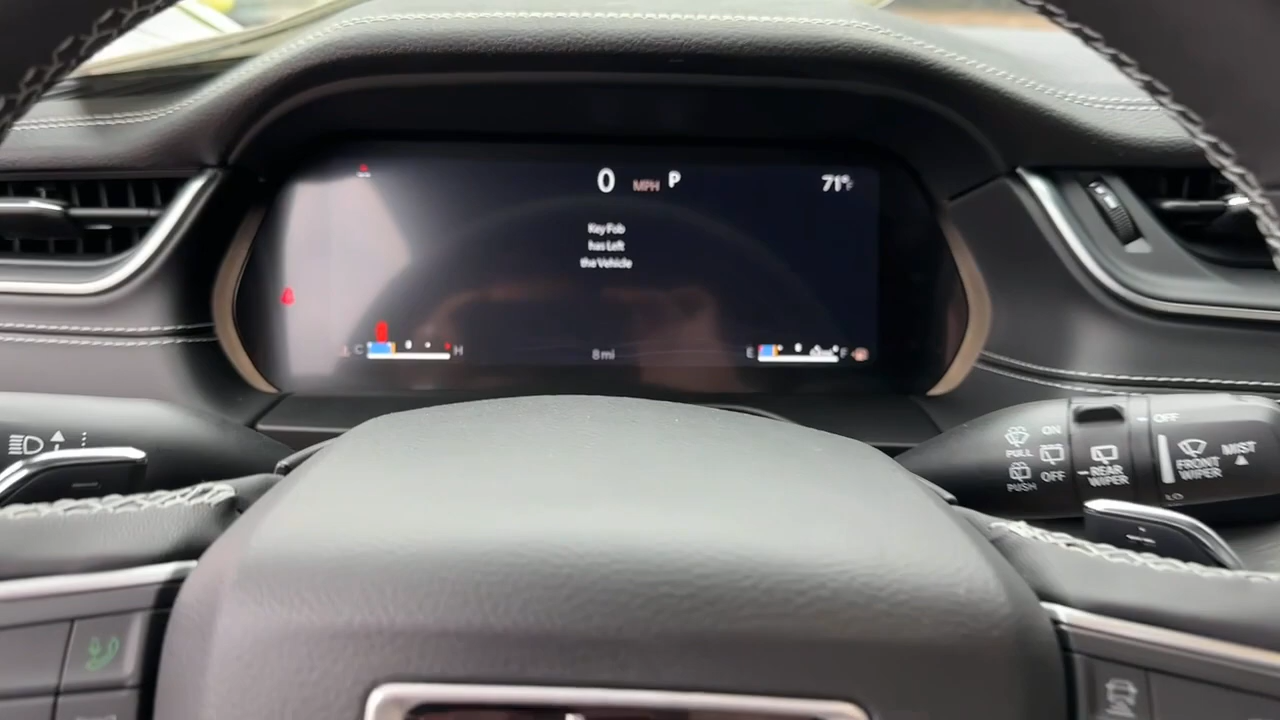 0 MPH P
71°F
Key Fob
has Left
the Vehicle
C H
8 mi
E F
ON
PULL
OFF
PUSH
REAR
WIPER
OFF
FRONT
WIPER
MIST
LO